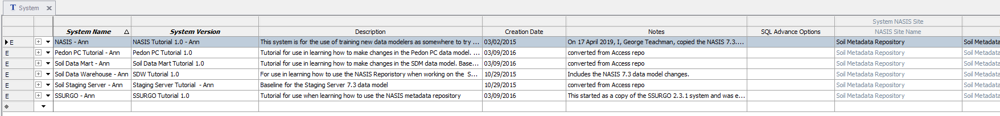 T System X
System NASIS Site
System Name System Version Description Creation Date Notes SQL Advance Options NASIS Site Name
E NASIS - Ann NASIS Tutorial 1.0 - Ann This system is for the use of training new data modelers as somewhere to try ... 03/02/2015 On 17 April 2019, I, George Teachman, copied the NASIS 7.3.... Soil Metadata Repository Soil Metad
E Pedon PC Tutorial - Ann Pedon PC Tutorial 1.0 Tutorial for use in learning how to make changes in the Pedon PC data model. ... 03/09/2016 converted from Access repo Soil Metadata Repository Soil Metadata
E Soil Data Mart - Ann Soil Data Mart Tutorial 1.0 Tutorial for use in learning how to make changes in the SDM data model. Base... 03/09/2016 converted from Access repo Soil Metadata Repository Soil Metadata
E Soil Data Warehouse - Ann SDW Tutorial 1.0 For use in learning how to use the NASIS Reporistory when working on the S... 10/29/2015 Includes the NASIS 7.3 data model changes. Soil Metadata Repository Soil Metadata
E Soil Staging Server - Ann Staging Server Tutorial - Ann Baseline for the Staging Server 7.3 data model 10/29/2015 converted from Access repo Soil Metadata Repository Soil Metadata
E SSURGO - Ann SSURGO Tutorial 1.0 Tutorial for use when learning how to use the NASIS metadata repository 03/09/2016 This started as a copy of the SSURGO 2.3.1 system and was e... Soil Metadata Repository Soil Metadata